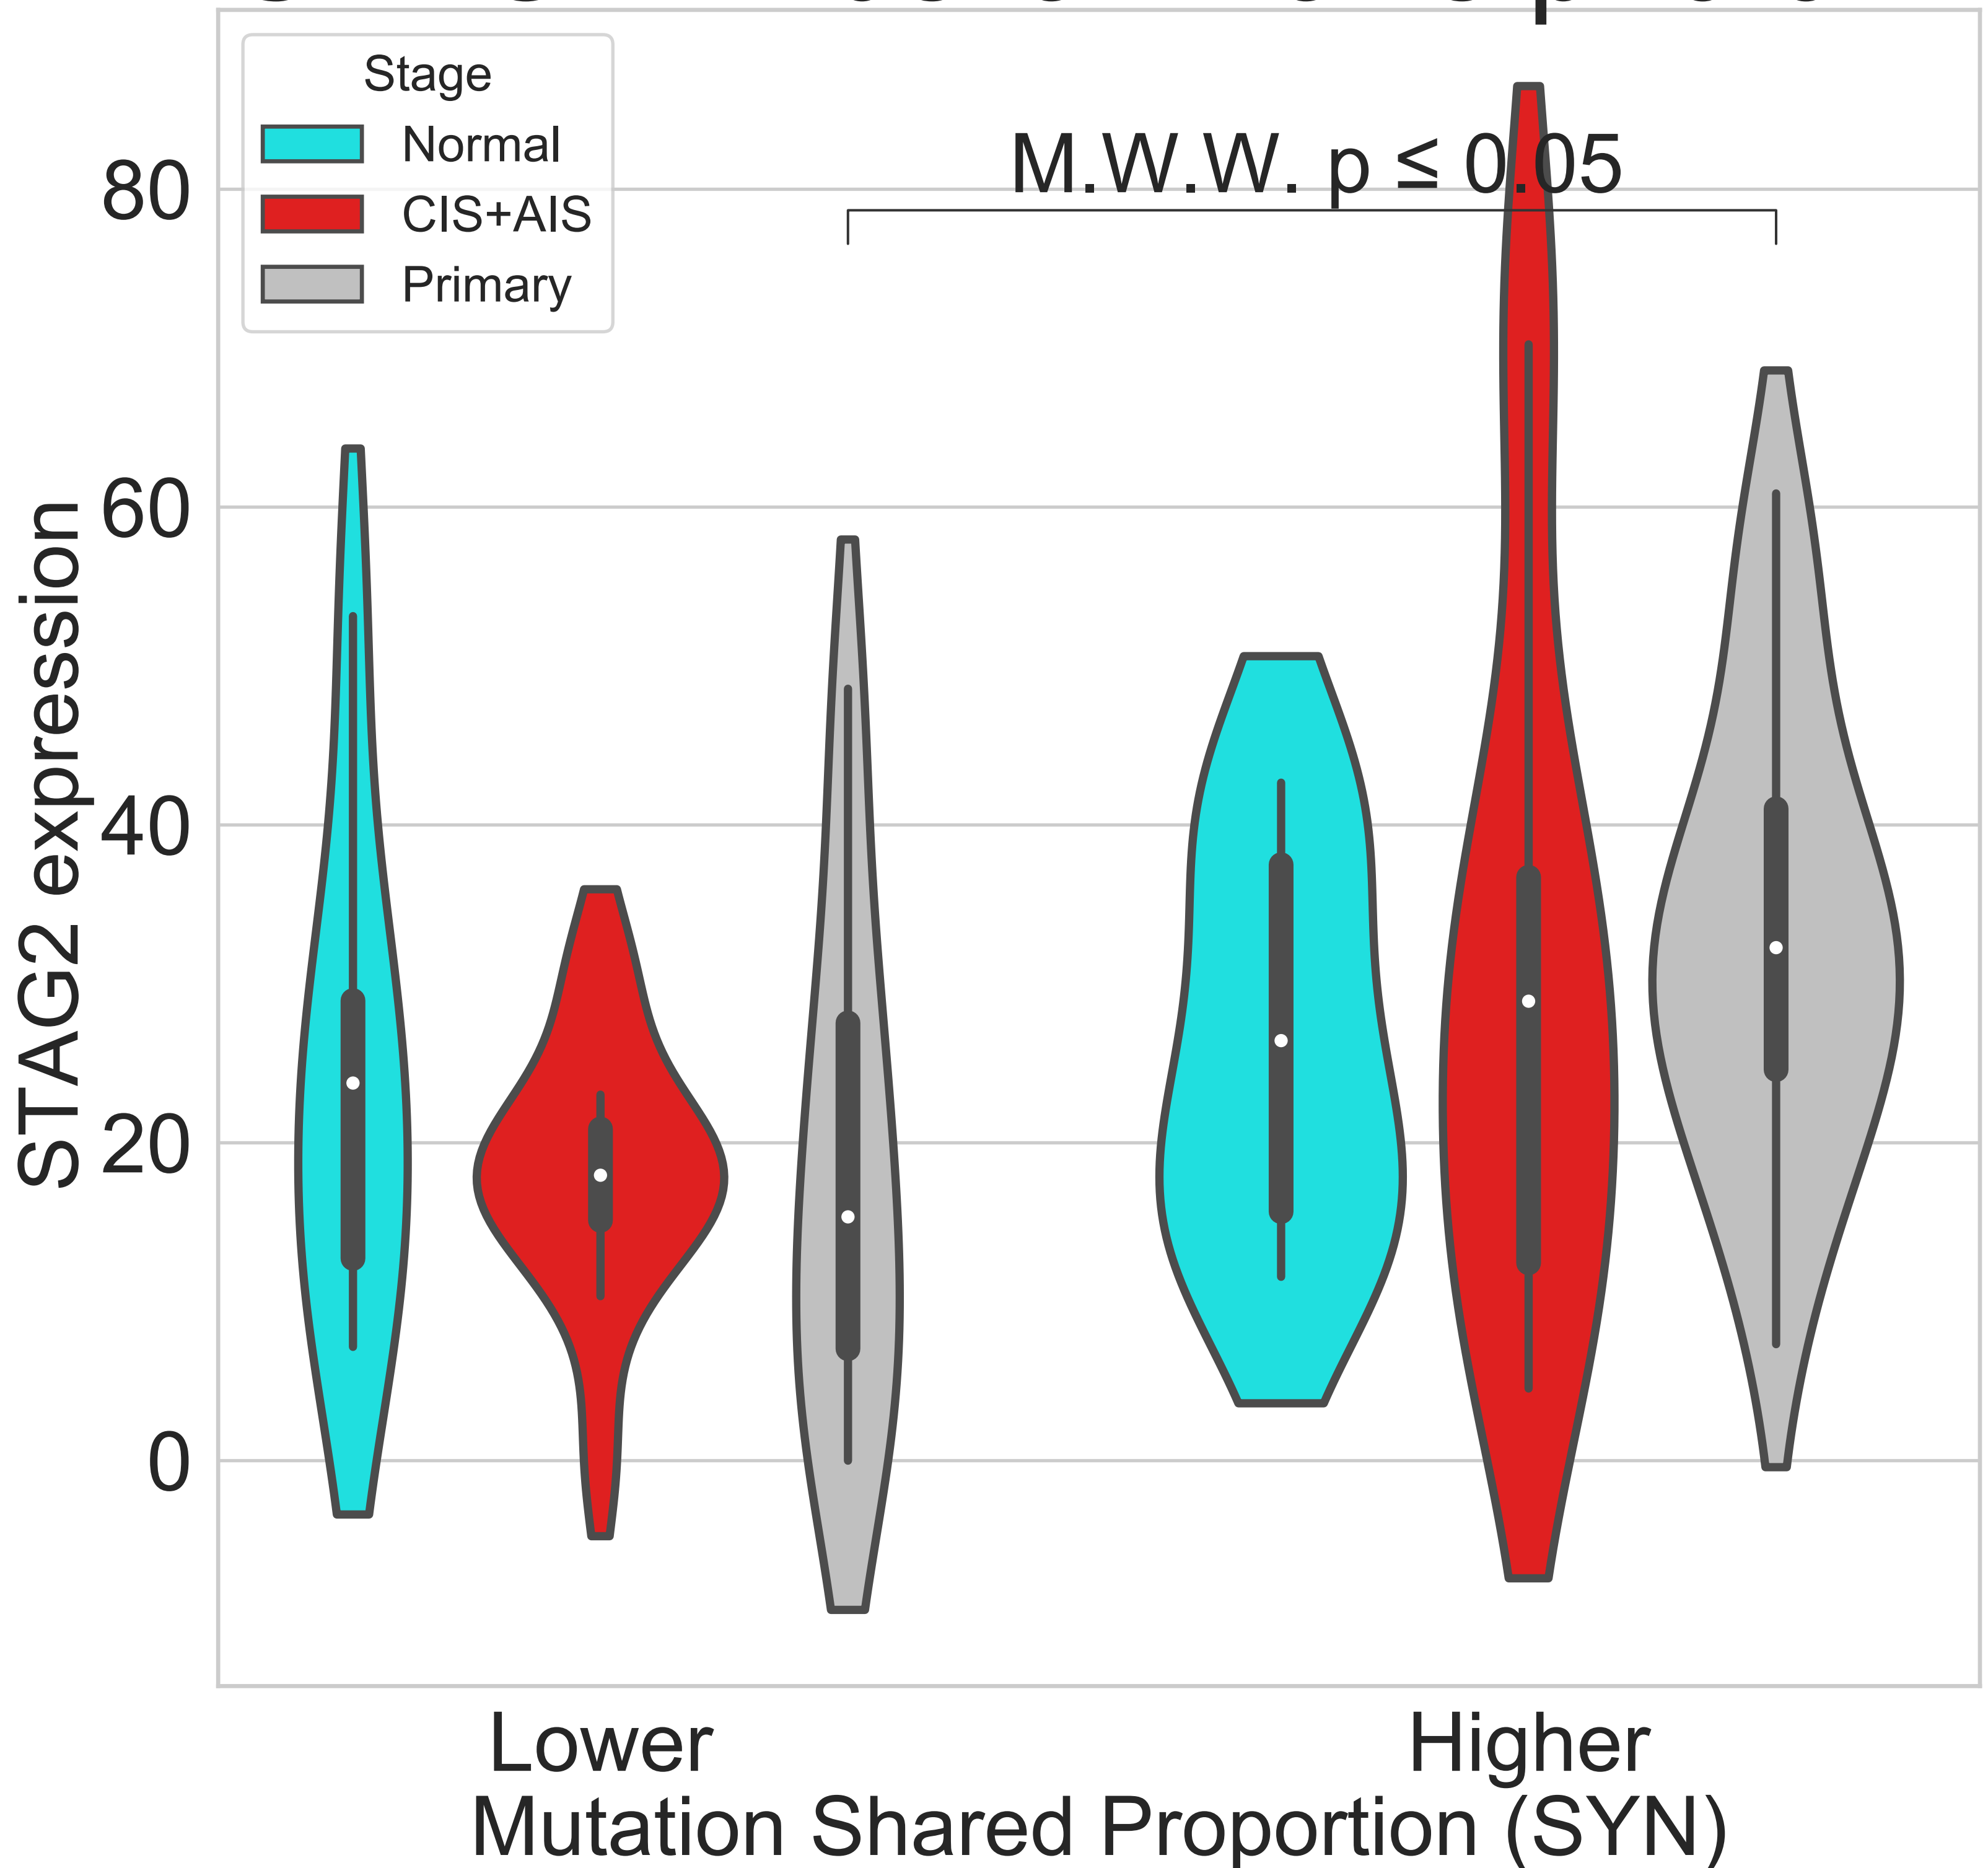 Stage
Normal
CIS+AIS
Primary
M.W.W. p ≤ 0.05
80
60
40
20
0
STAG2 expression
Lower
Higher
Mutation Shared Proportion (SYN)